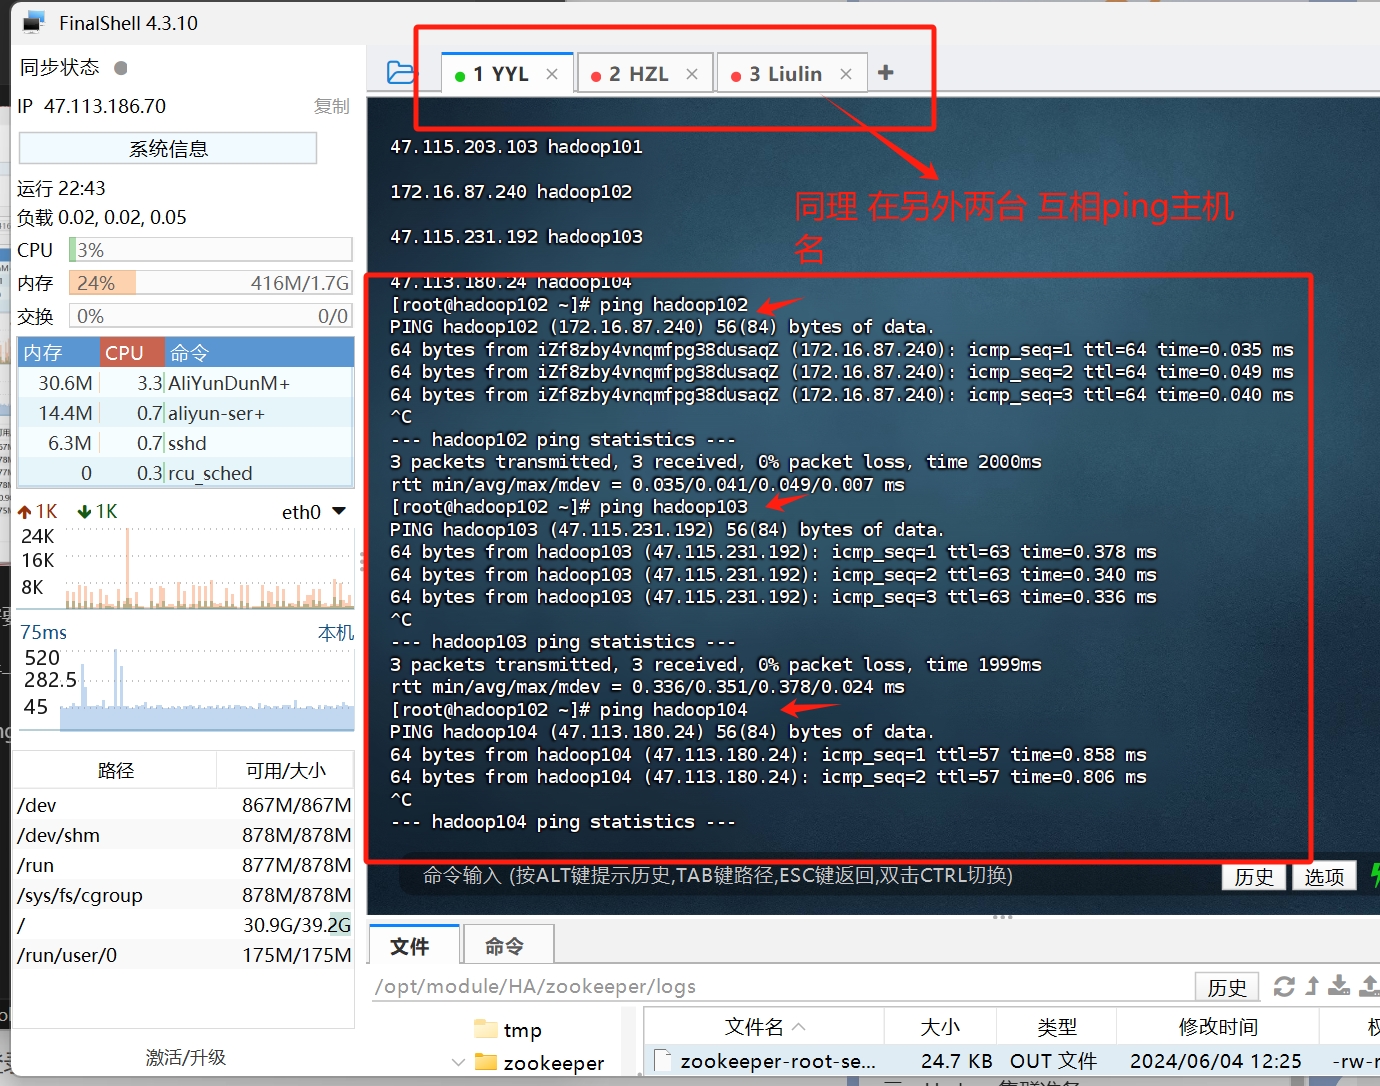 FinalShell 4.3.10
同步状态
IP 47.113.186.70
复制
系统信息
运行 22:43
负载 0.02, 0.02, 0.05
CPU 3%
内存 24% 416M/1.7G
交换 0% 0/0
内存 CPU 命令
30.6M 3.3 AliYunDunM+
14.4M 0.7 aliyun-ser+
6.3M 0.7 sshd
0 0.3 rcu_sched
1K 1K eth0
24K
16K
8K
75ms 本机
520
282.5
45
路径 可用/大小
/dev 867M/867M
/dev/shm 878M/878M
/run 877M/878M
/sys/fs/cgroup 878M/878M
/ 30.9G/39.2G
/run/user/0 175M/175M
激活/升级
1 YYL × 2 HZL × 3 Liulin × +
47.115.203.103 hadoop101
172.16.87.240 hadoop102
47.115.231.192 hadoop103
同理 在另外两台 互相ping主机
名
47.113.180.24 hadoop104
[root@hadoop102 ~]# ping hadoop102
PING hadoop102 (172.16.87.240) 56(84) bytes of data.
64 bytes from iZf8zby4vnqmfpg38dusaqZ (172.16.87.240): icmp_seq=1 ttl=64 time=0.035 ms
64 bytes from iZf8zby4vnqmfpg38dusaqZ (172.16.87.240): icmp_seq=2 ttl=64 time=0.049 ms
64 bytes from iZf8zby4vnqmfpg38dusaqZ (172.16.87.240): icmp_seq=3 ttl=64 time=0.040 ms
^C
--- hadoop102 ping statistics ---
3 packets transmitted, 3 received, 0% packet loss, time 2000ms
rtt min/avg/max/mdev = 0.035/0.041/0.049/0.007 ms
[root@hadoop102 ~]# ping hadoop103
PING hadoop103 (47.115.231.192) 56(84) bytes of data.
64 bytes from hadoop103 (47.115.231.192): icmp_seq=1 ttl=63 time=0.378 ms
64 bytes from hadoop103 (47.115.231.192): icmp_seq=2 ttl=63 time=0.340 ms
64 bytes from hadoop103 (47.115.231.192): icmp_seq=3 ttl=63 time=0.336 ms
^C
--- hadoop103 ping statistics ---
3 packets transmitted, 3 received, 0% packet loss, time 1999ms
rtt min/avg/max/mdev = 0.336/0.351/0.378/0.024 ms
[root@hadoop102 ~]# ping hadoop104
PING hadoop104 (47.113.180.24) 56(84) bytes of data.
64 bytes from hadoop104 (47.113.180.24): icmp_seq=1 ttl=57 time=0.858 ms
64 bytes from hadoop104 (47.113.180.24): icmp_seq=2 ttl=57 time=0.806 ms
^C
--- hadoop104 ping statistics ---
命令输入 (按ALT键提示历史,TAB键路径,ESC键返回,双击CTRL切换)
历史 选项
文件 命令
/opt/module/HA/zookeeper/logs
历史
tmp
zookeeper
文件名 大小 类型 修改时间
zookeeper-root-se... 24.7 KB OUT 文件 2024/06/04 12:25 -rw-r